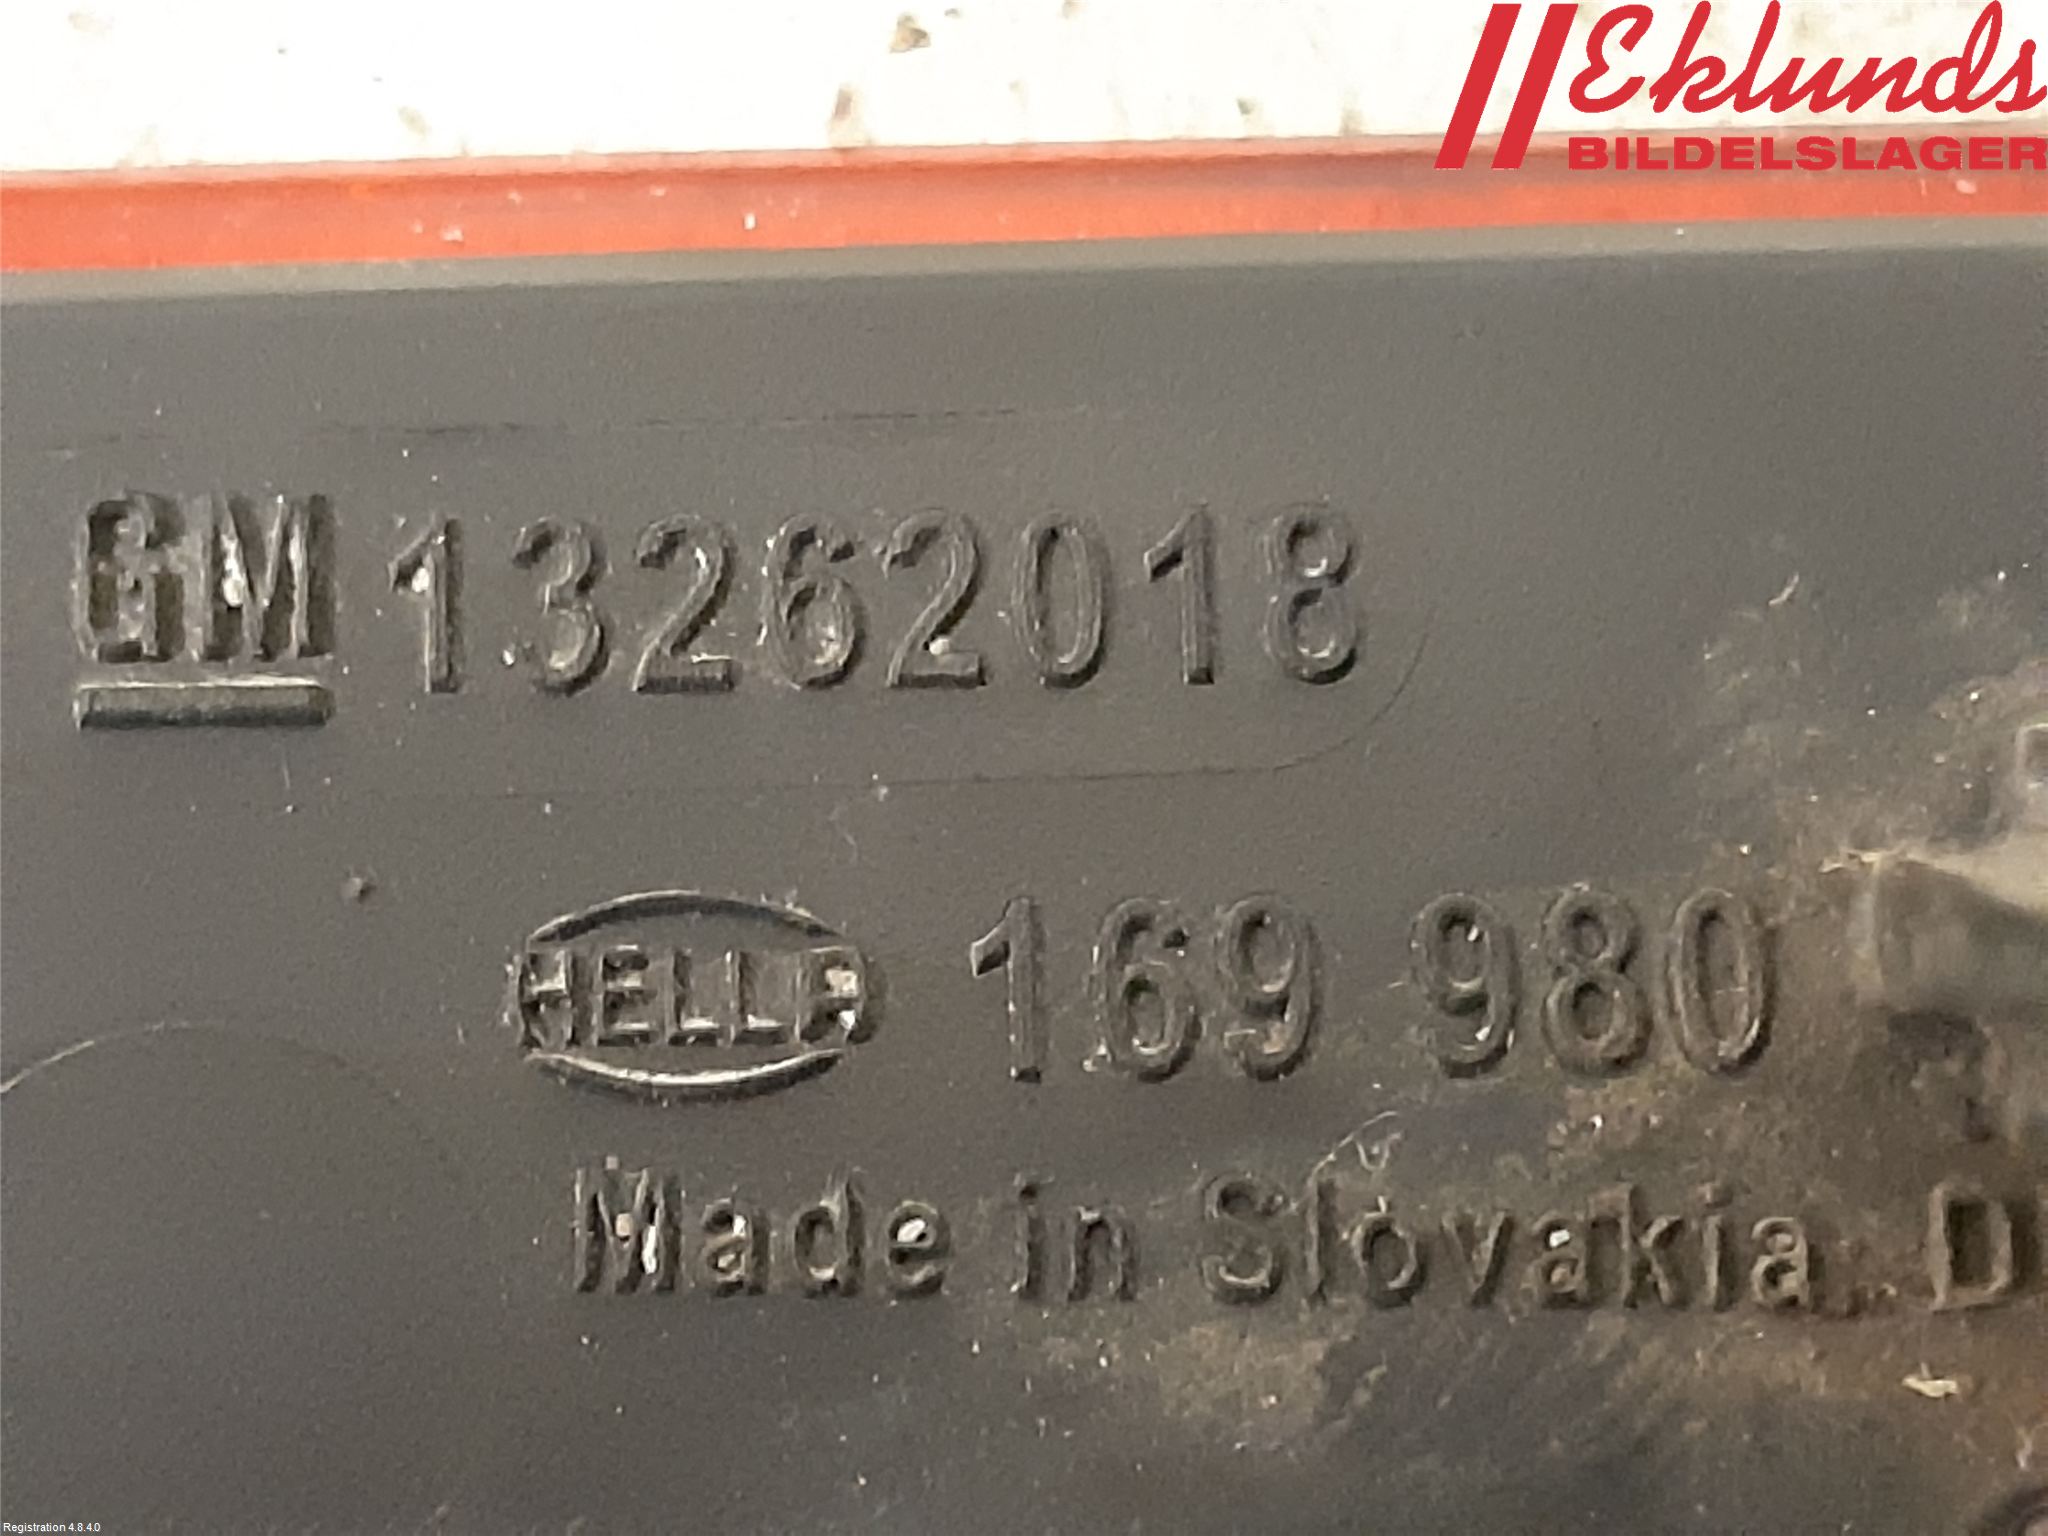 Eklunds
BILDELSLAGER
GM 13262018
HELLA 169 980
Made in Slovakia D
Registration 4.8.4.0